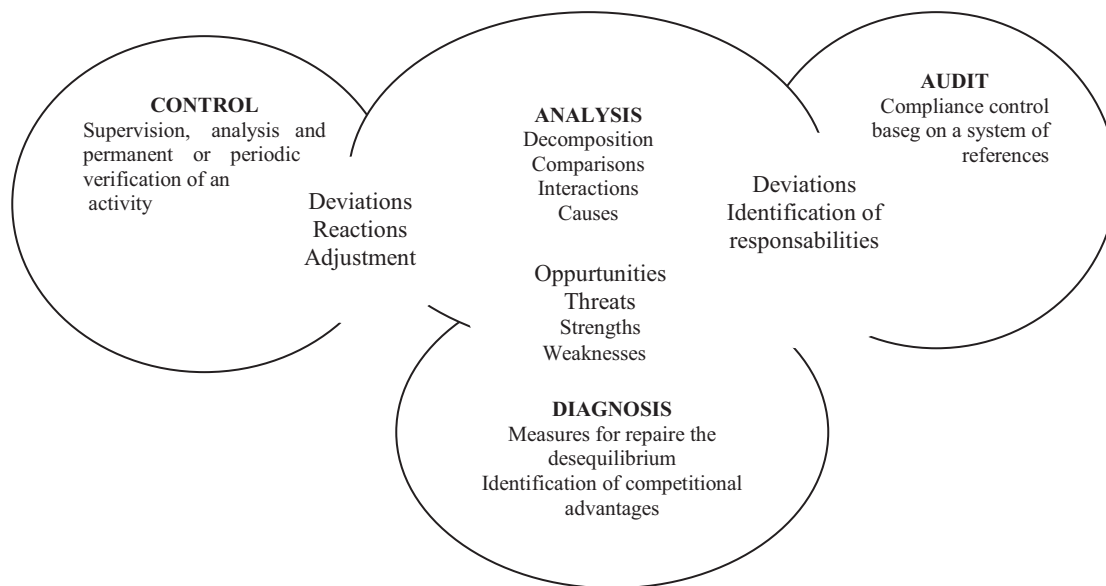 CONTROL
Supervision, analysis and
permanent or periodic
verification of an
activity
Deviations
Reactions
Adjustment
ANALYSIS
Decomposition
Comparisons
Interactions
Causes
Oppurtunities
Threats
Strengths
Weaknesses
AUDIT
Compliance control
baseg on a system of
references
Deviations
Identification of
responsabilities
DIAGNOSIS
Measures for repaire the
desequilibrium
Identification of competitional
advantages